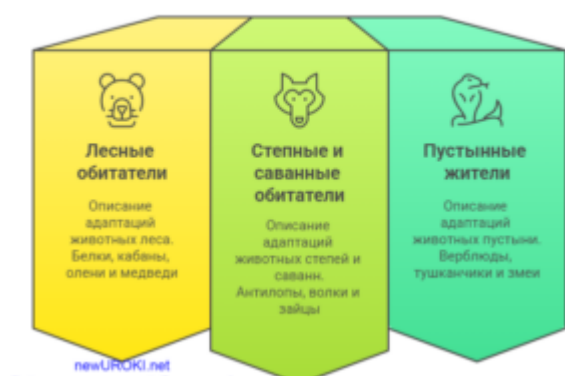 Лесные
обитатели
Описание
адаптаций
животных леса.
Белки, кабаны,
олени и медведи
Степные и
саванные
обитатели
Описание
адаптаций
животных степей и
саванн.
Антилопы, волки и
зайцы
Пустынные
жители
Описание
адаптаций
животных пустыни.
Верблюды,
тушканчики и змеи
newUROKI.net